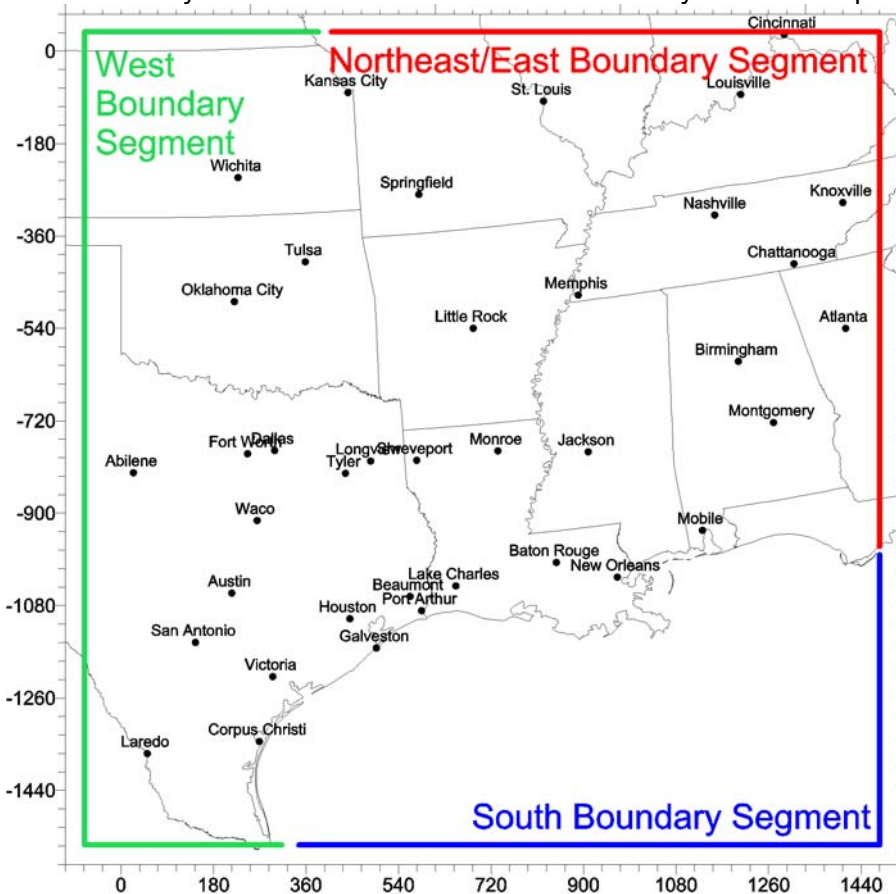 Cincinnati
0
West
Boundary
Segment
Northeast/East Boundary Segment
Kansas City
St. Louis
Louisville
-180
Wichita
Springfield
Knoxville
Nashville
-360
Tulsa
Chattanooga
Oklahoma City
Memphis
-540
Little Rock
Atlanta
Birmingham
-720
Montgomery
Fort Worth
Dallas
Longview
Shreveport
Monroe
Jackson
Abilene
Tyler
-900
Waco
Mobile
Baton Rouge
New Orleans
Lake Charles
Austin
Beaumont
Port Arthur
-1080
Houston
San Antonio
Galveston
Victoria
-1260
Corpus Christi
Laredo
-1440
South Boundary Segment
0 180 360 540 720 900 1080 1260 1440